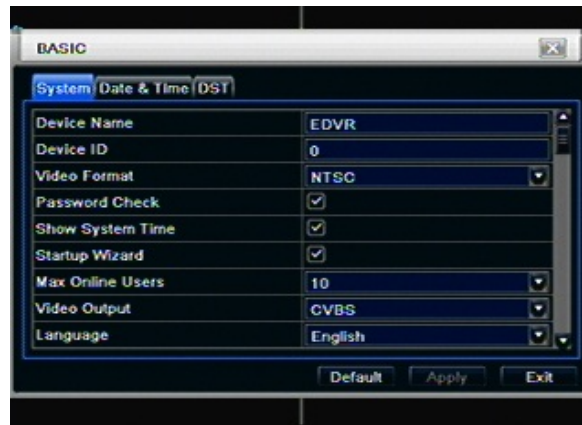 BASIC
System Date & Time DST
Device Name EDVR
Device ID 0
Video Format NTSC
Password Check
Show System Time
Startup Wizard
Max Online Users 10
Video Output CVBS
Language English
Default Apply Exit